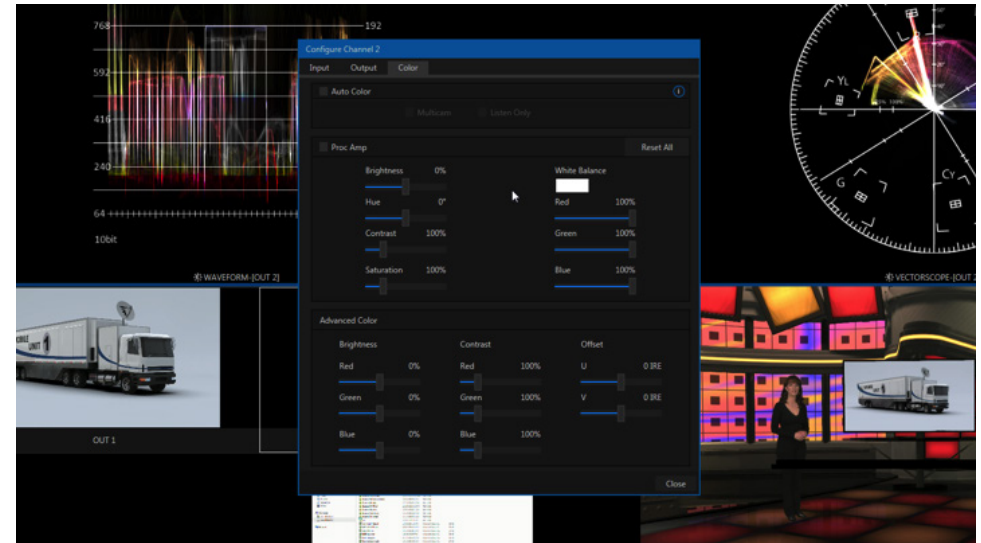 768
192
592
416
240
64
10bit
WAVEFORM-[OUT 2]
Configure Channel 2
Input Output Color
Auto Color
Multicam Listen Only
Proc Amp Reset All
Brightness 0% White Balance
Hue 0° Red 100%
Contrast 100% Green 100%
Saturation 100% Blue 100%
Advanced Color
Brightness Contrast Offset
Red 0% Red 100% U 0 IRE
Green 0% Green 100% V 0 IRE
Blue 0% Blue 100%
Close
YL
G
CY
VECTORSCOPE-[OUT 2
UNIT
OUT 1